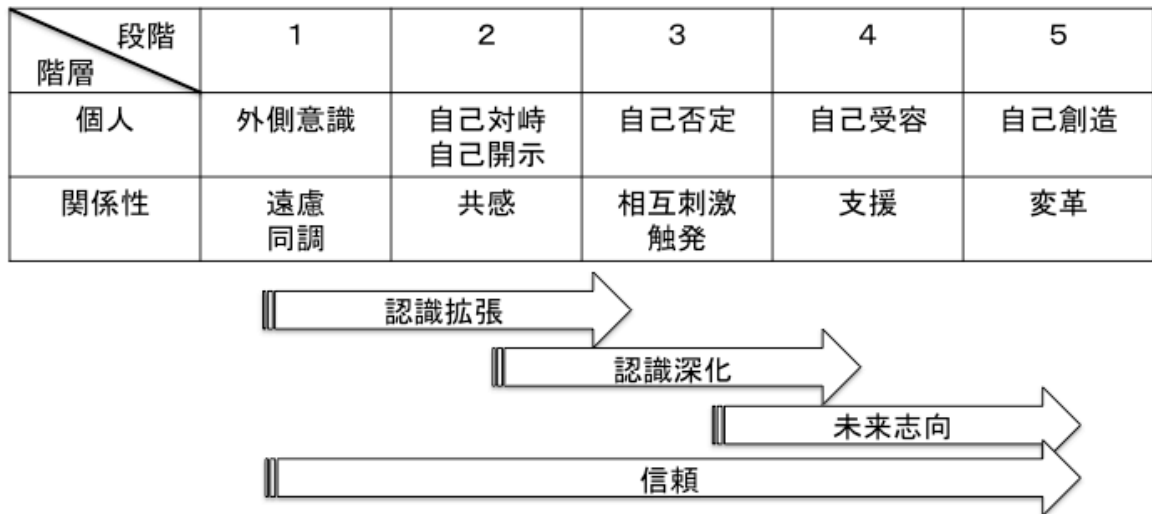 段階 1 2 3 4 5
階層
個人 外側意識 自己対峙 自己否定 自己受容 自己創造
自己開示
関係性 遠慮 共感 相互刺激 支援 変革
同調 触発
認識拡張
認識深化
未来志向
信頼